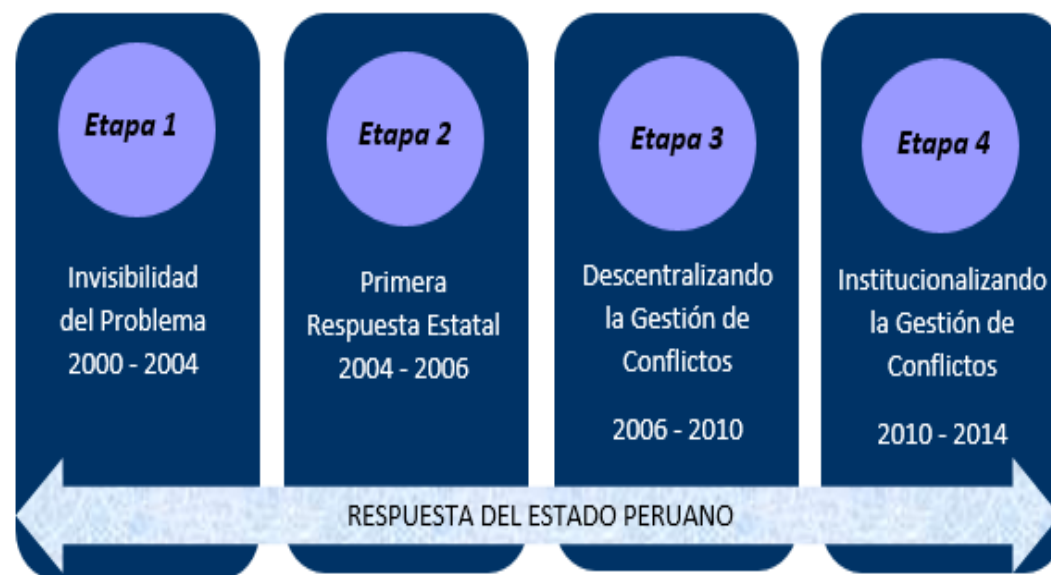 Etapa 1
Invisibilidad
del Problema
2000 - 2004
Etapa 2
Primera
Respuesta Estatal
2004 - 2006
Etapa 3
Descentralizando
la Gestión de
Conflictos
2006 - 2010
Etapa 4
Institucionalizando
la Gestión de
Conflictos
2010 - 2014
RESPUESTA DEL ESTADO PERUANO